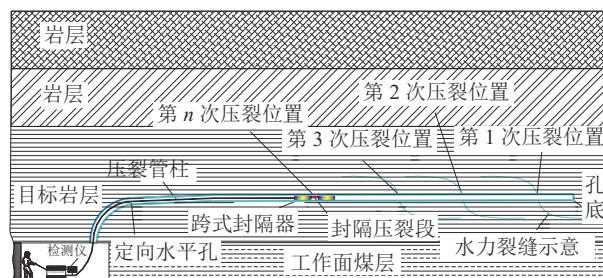 岩层
岩层
第 2 次压裂位置
第 n 次压裂位置
第 3 次压裂位置
第 1 次压裂位置
压裂管柱
目标岩层
孔
底
跨式封隔器
封隔压裂段
检测仪
定向水平孔
水力裂缝示意
工作面煤层